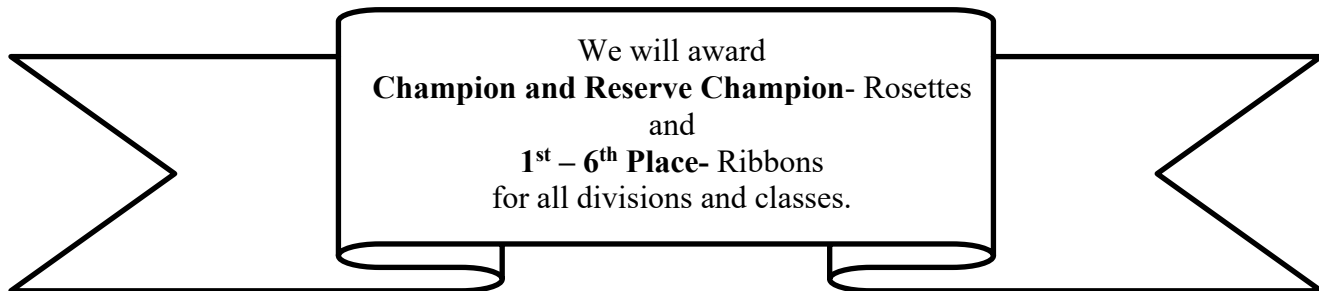 We will award
Champion and Reserve Champion- Rosettes
and
1st – 6th Place- Ribbons
for all divisions and classes.